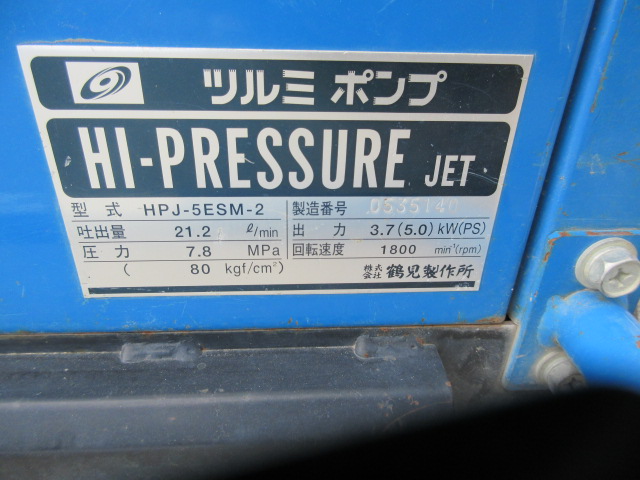 ツルミポンプ
HI-PRESSURE JET
型式 HPJ-5ESM-2 製造番号 0535140
吐出量 21.2 ℓ/min 出力 3.7(5.0) kW(PS)
圧力 7.8 MPa 回転速度 1800 min⁻¹(rpm)
( 80 kgf/cm²) 株式会社 鶴見製作所